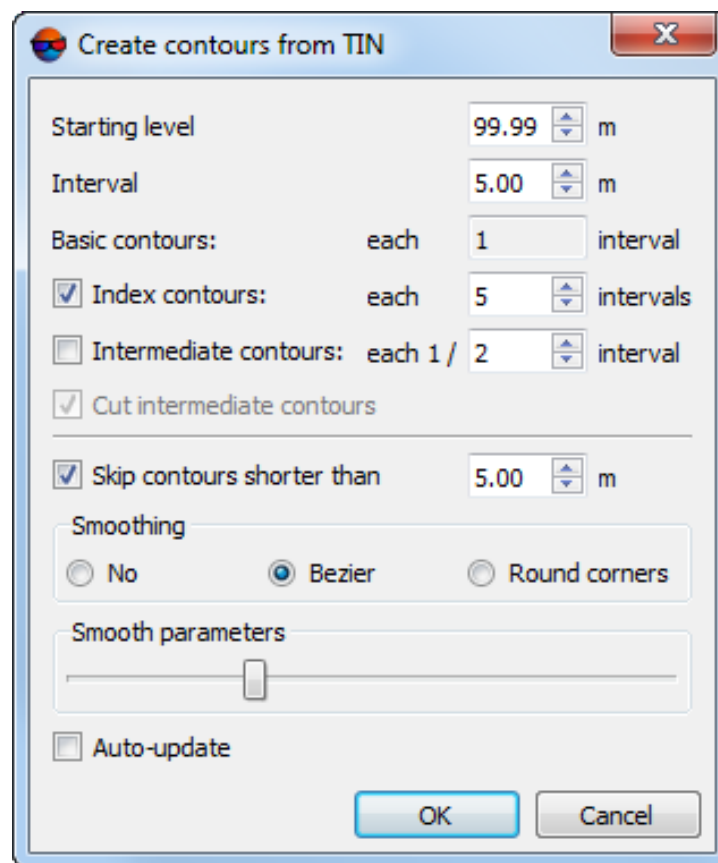 Create contours from TIN
Starting level 99.99 m
Interval 5.00 m
Basic contours: each 1 interval
Index contours: each 5 intervals
Intermediate contours: each 1 / 2 interval
Cut intermediate contours
Skip contours shorter than 5.00 m
Smoothing
No Bezier Round corners
Smooth parameters
Auto-update
OK Cancel